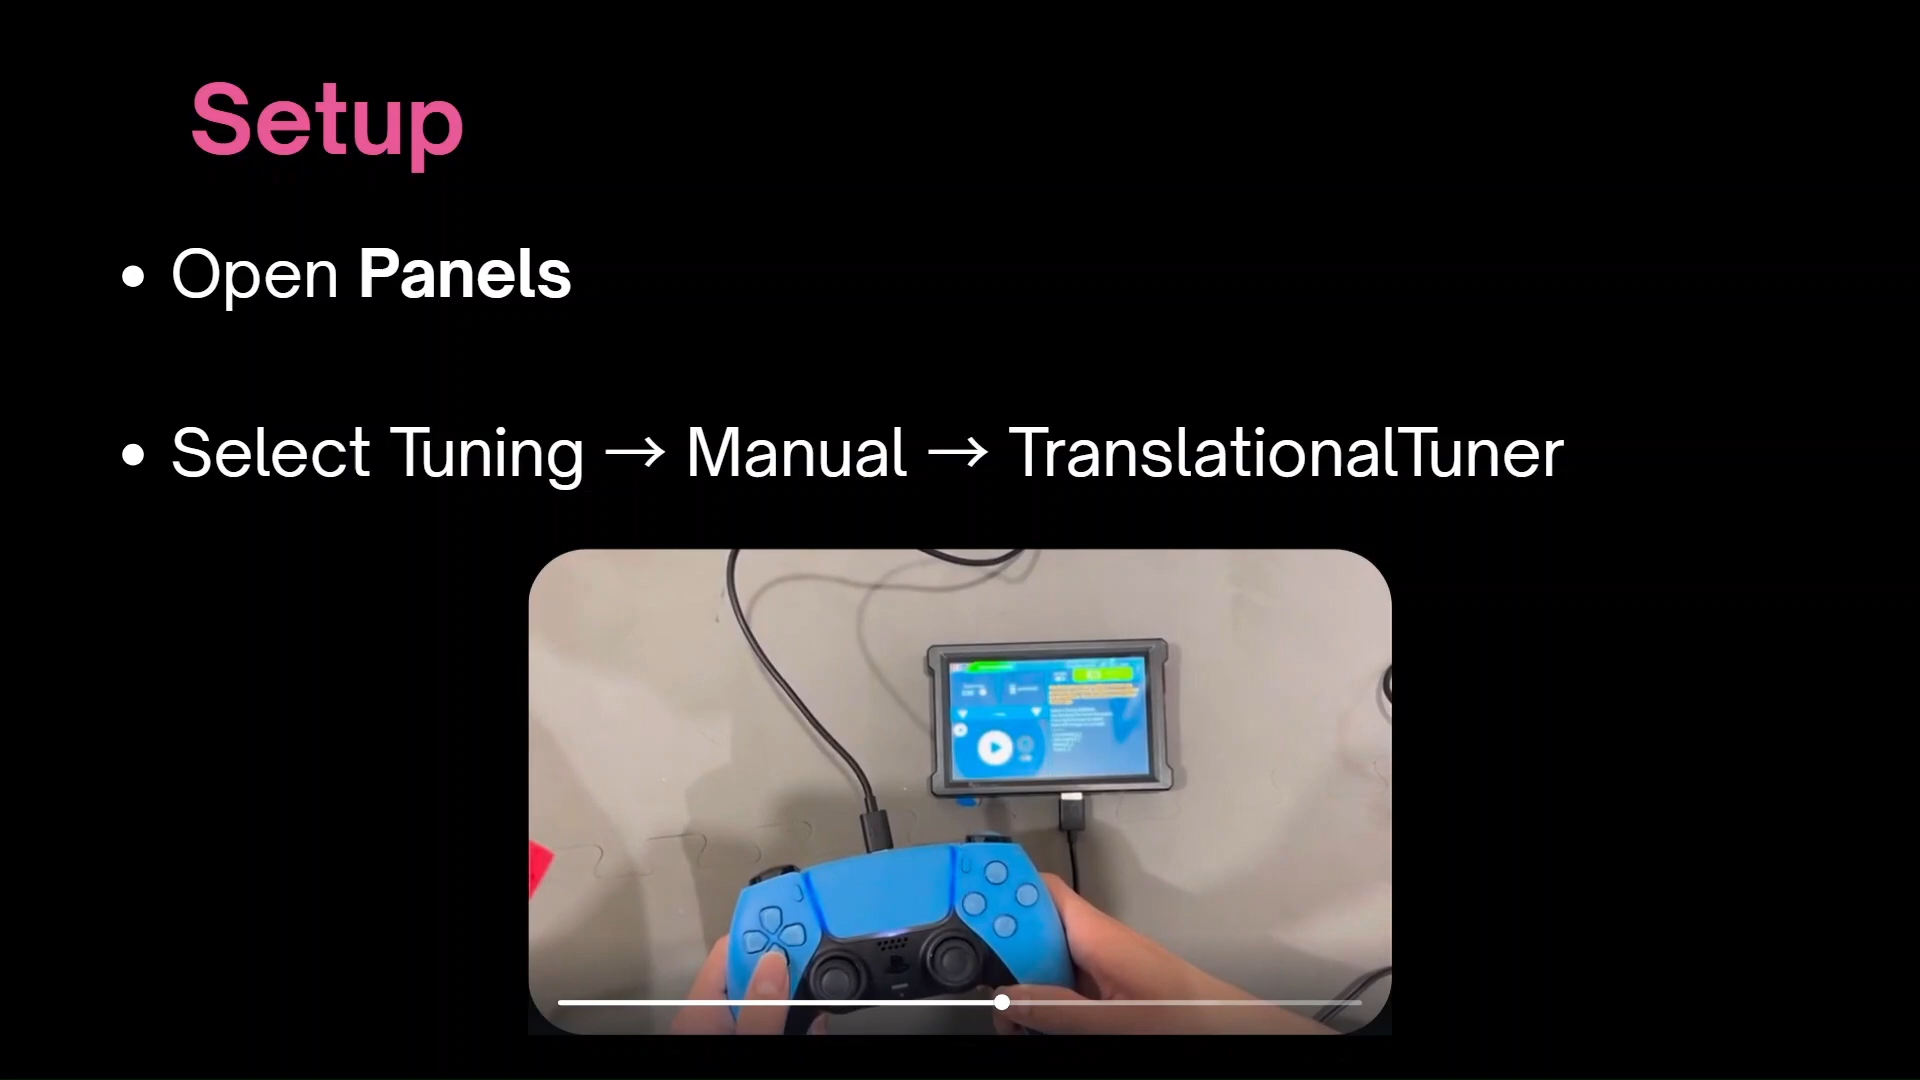 Setup
• Open Panels
• Select Tuning → Manual → TranslationalTuner